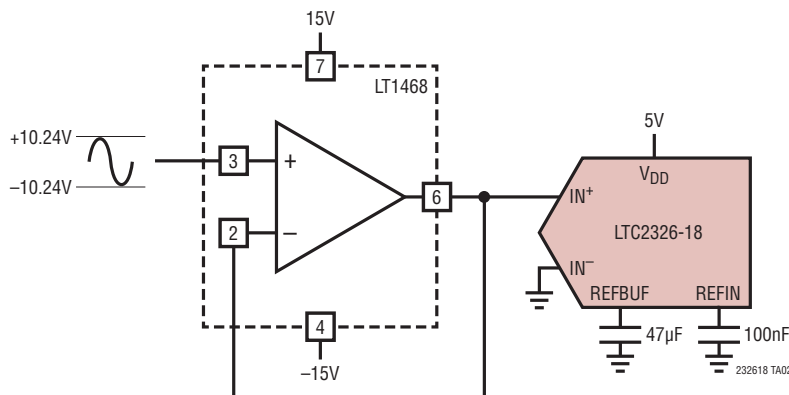 15V
7
LT1468
+10.24V
–10.24V
3
+
2
–
6
4
–15V
5V
VDD
IN+
LTC2326-18
IN–
REFBUF
REFIN
47µF
100nF
232618 TA02